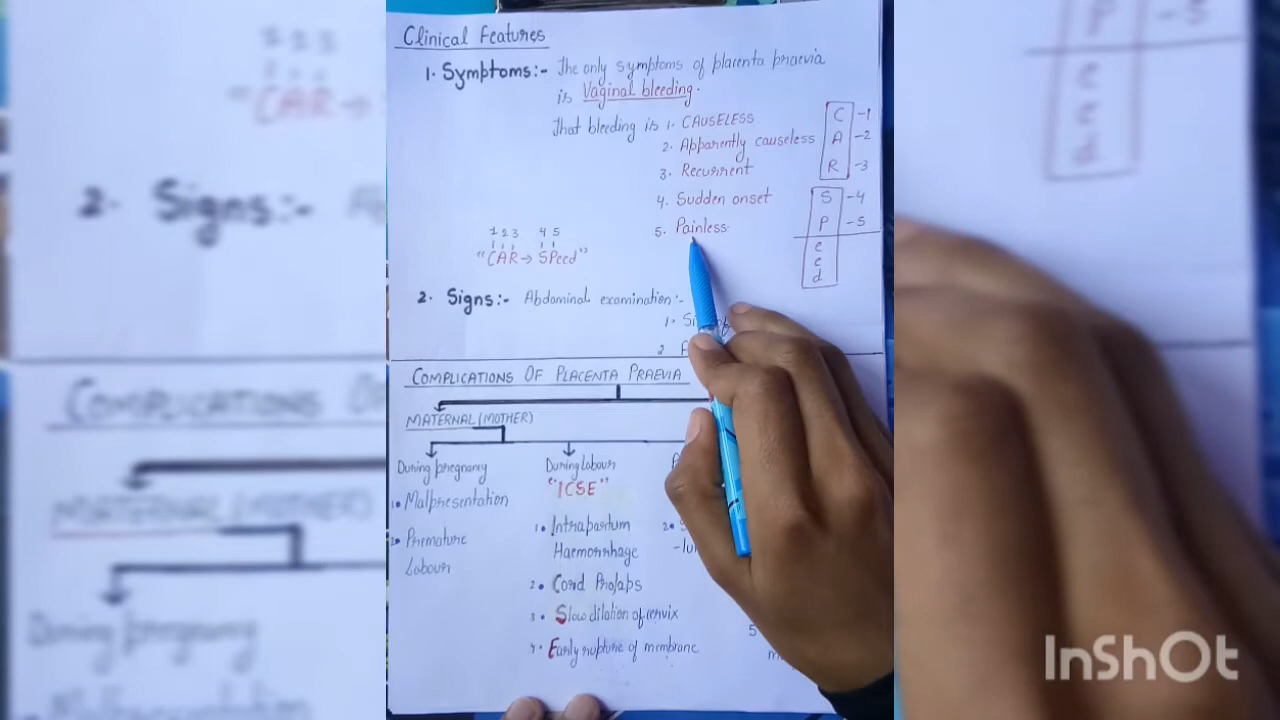 Clinical Features
1. Symptoms:- The only symptoms of placenta praevia
is Vaginal bleeding.
That bleeding is 1. CAUSELESS
2. Apparently causeless
3. Recurrent
4. Sudden onset
5. Painless.
C -1
A -2
R -3
S -4
P -5
e
e
d
1 2 3 4 5
"CAR → SPeed"
2. Signs:- Abdominal examination:-
1. Si
2
COMPLICATIONS OF PLACENTA PRAEVIA
MATERNAL (MOTHER)
During pregnancy
1. Malpresentation
2. Premature
Labour
During Labour
"ICSE"
1. Intrapartum
Haemorrhage
2. Cord Prolaps
3. Slow dilation of cervix
4. Early rupture of membrane
2.
5
InShOt